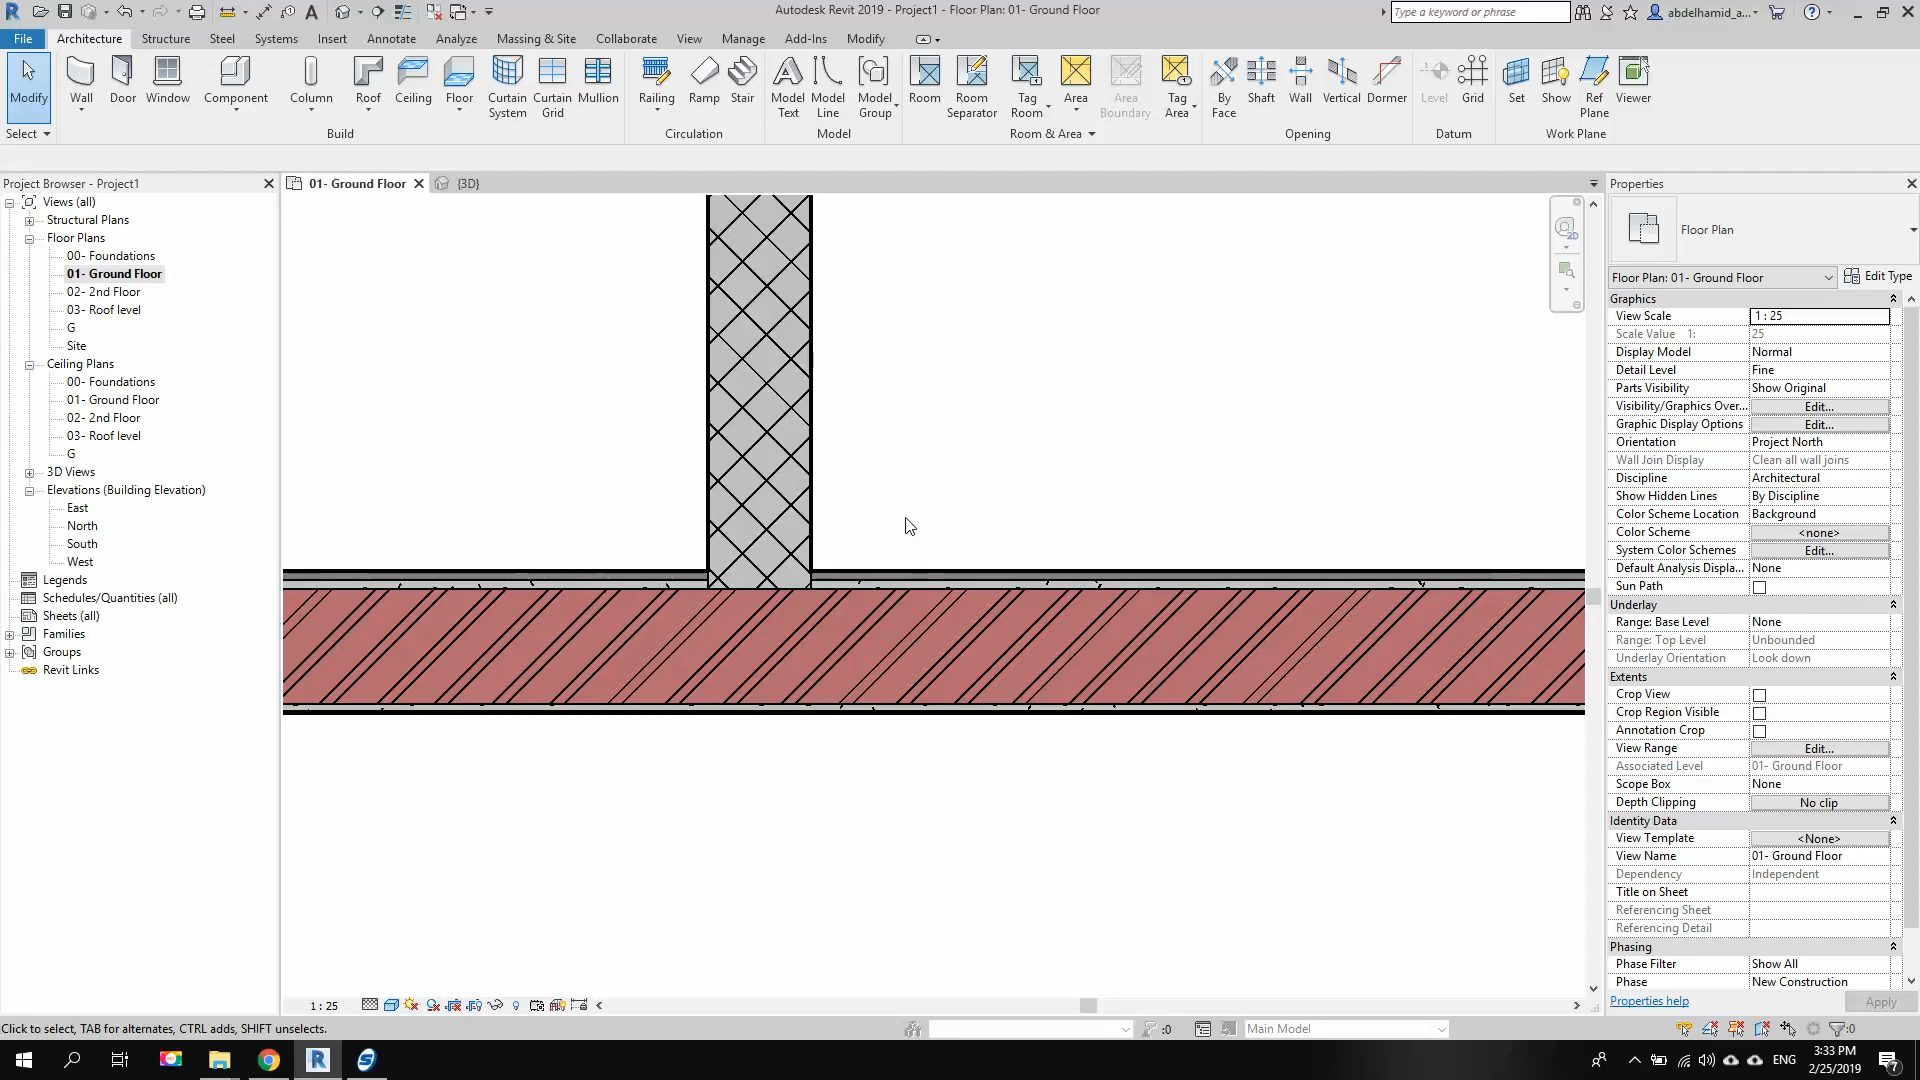 Autodesk Revit 2019 - Project1 - Floor Plan: 01- Ground Floor
Type a keyword or phrase
abdelhamid_a...
File Architecture Structure Steel Systems Insert Annotate Analyze Massing & Site Collaborate View Manage Add-Ins Modify
Modify Wall Door Window Component Column Roof Ceiling Floor Curtain System Curtain Grid Mullion Railing Ramp Stair Model Text Model Line Model Group Room Room Separator Tag Room Area Area Boundary Tag Area By Face Shaft Wall Vertical Dormer Level Grid Set Show Ref Plane Viewer
Select Build Circulation Model Room & Area Opening Datum Work Plane
Project Browser - Project1
Views (all)
Structural Plans
Floor Plans
00- Foundations
01- Ground Floor
02- 2nd Floor
03- Roof level
G
Site
Ceiling Plans
00- Foundations
01- Ground Floor
02- 2nd Floor
03- Roof level
G
3D Views
Elevations (Building Elevation)
East
North
South
West
Legends
Schedules/Quantities (all)
Sheets (all)
Families
Groups
Revit Links
01- Ground Floor {3D}
2D
Properties
Floor Plan
Floor Plan: 01- Ground Floor Edit Type
Graphics
View Scale 1 : 25
Scale Value 1: 25
Display Model Normal
Detail Level Fine
Parts Visibility Show Original
Visibility/Graphics Over... Edit...
Graphic Display Options Edit...
Orientation Project North
Wall Join Display Clean all wall joins
Discipline Architectural
Show Hidden Lines By Discipline
Color Scheme Location Background
Color Scheme <none>
System Color Schemes Edit...
Default Analysis Displa... None
Sun Path
Underlay
Range: Base Level None
Range: Top Level Unbounded
Underlay Orientation Look down
Extents
Crop View
Crop Region Visible
Annotation Crop
View Range Edit...
Associated Level 01- Ground Floor
Scope Box None
Depth Clipping No clip
Identity Data
View Template <None>
View Name 01- Ground Floor
Dependency Independent
Title on Sheet
Referencing Sheet
Referencing Detail
Phasing
Phase Filter Show All
Phase New Construction
Properties help Apply
1 : 25
Click to select, TAB for alternates, CTRL adds, SHIFT unselects.
:0
Main Model
:0
ENG
3:33 PM
2/25/2019
7